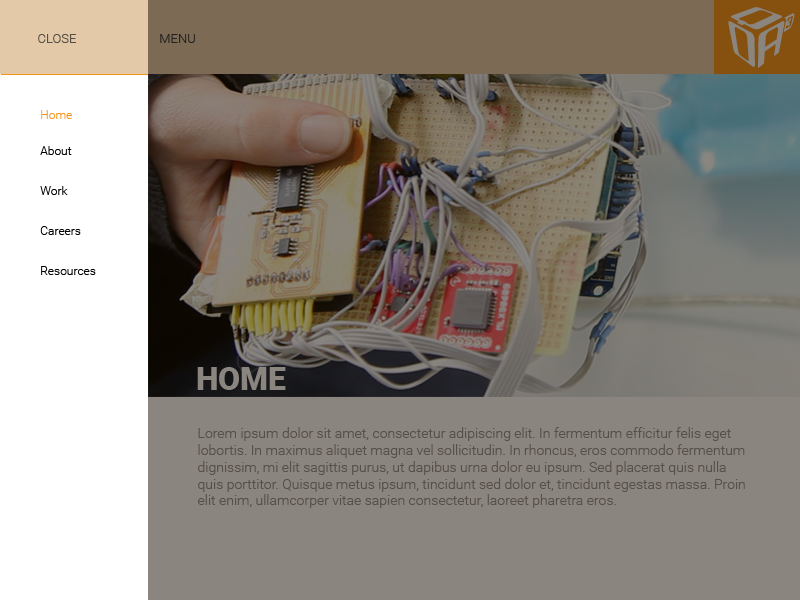 CLOSE
MENU
Home
About
Work
Careers
Resources
HOME
Lorem ipsum dolor sit amet, consectetur adipiscing elit. In fermentum efficitur felis eget
lobortis. In maximus aliquet magna vel sollicitudin. In rhoncus, eros commodo fermentum
dignissim, mi elit sagittis purus, ut dapibus urna dolor eu ipsum. Sed placerat quis nulla
quis porttitor. Quisque metus ipsum, tincidunt sed dolor et, tincidunt egestas massa. Proin
elit enim, ullamcorper vitae sapien consectetur, laoreet pharetra eros.